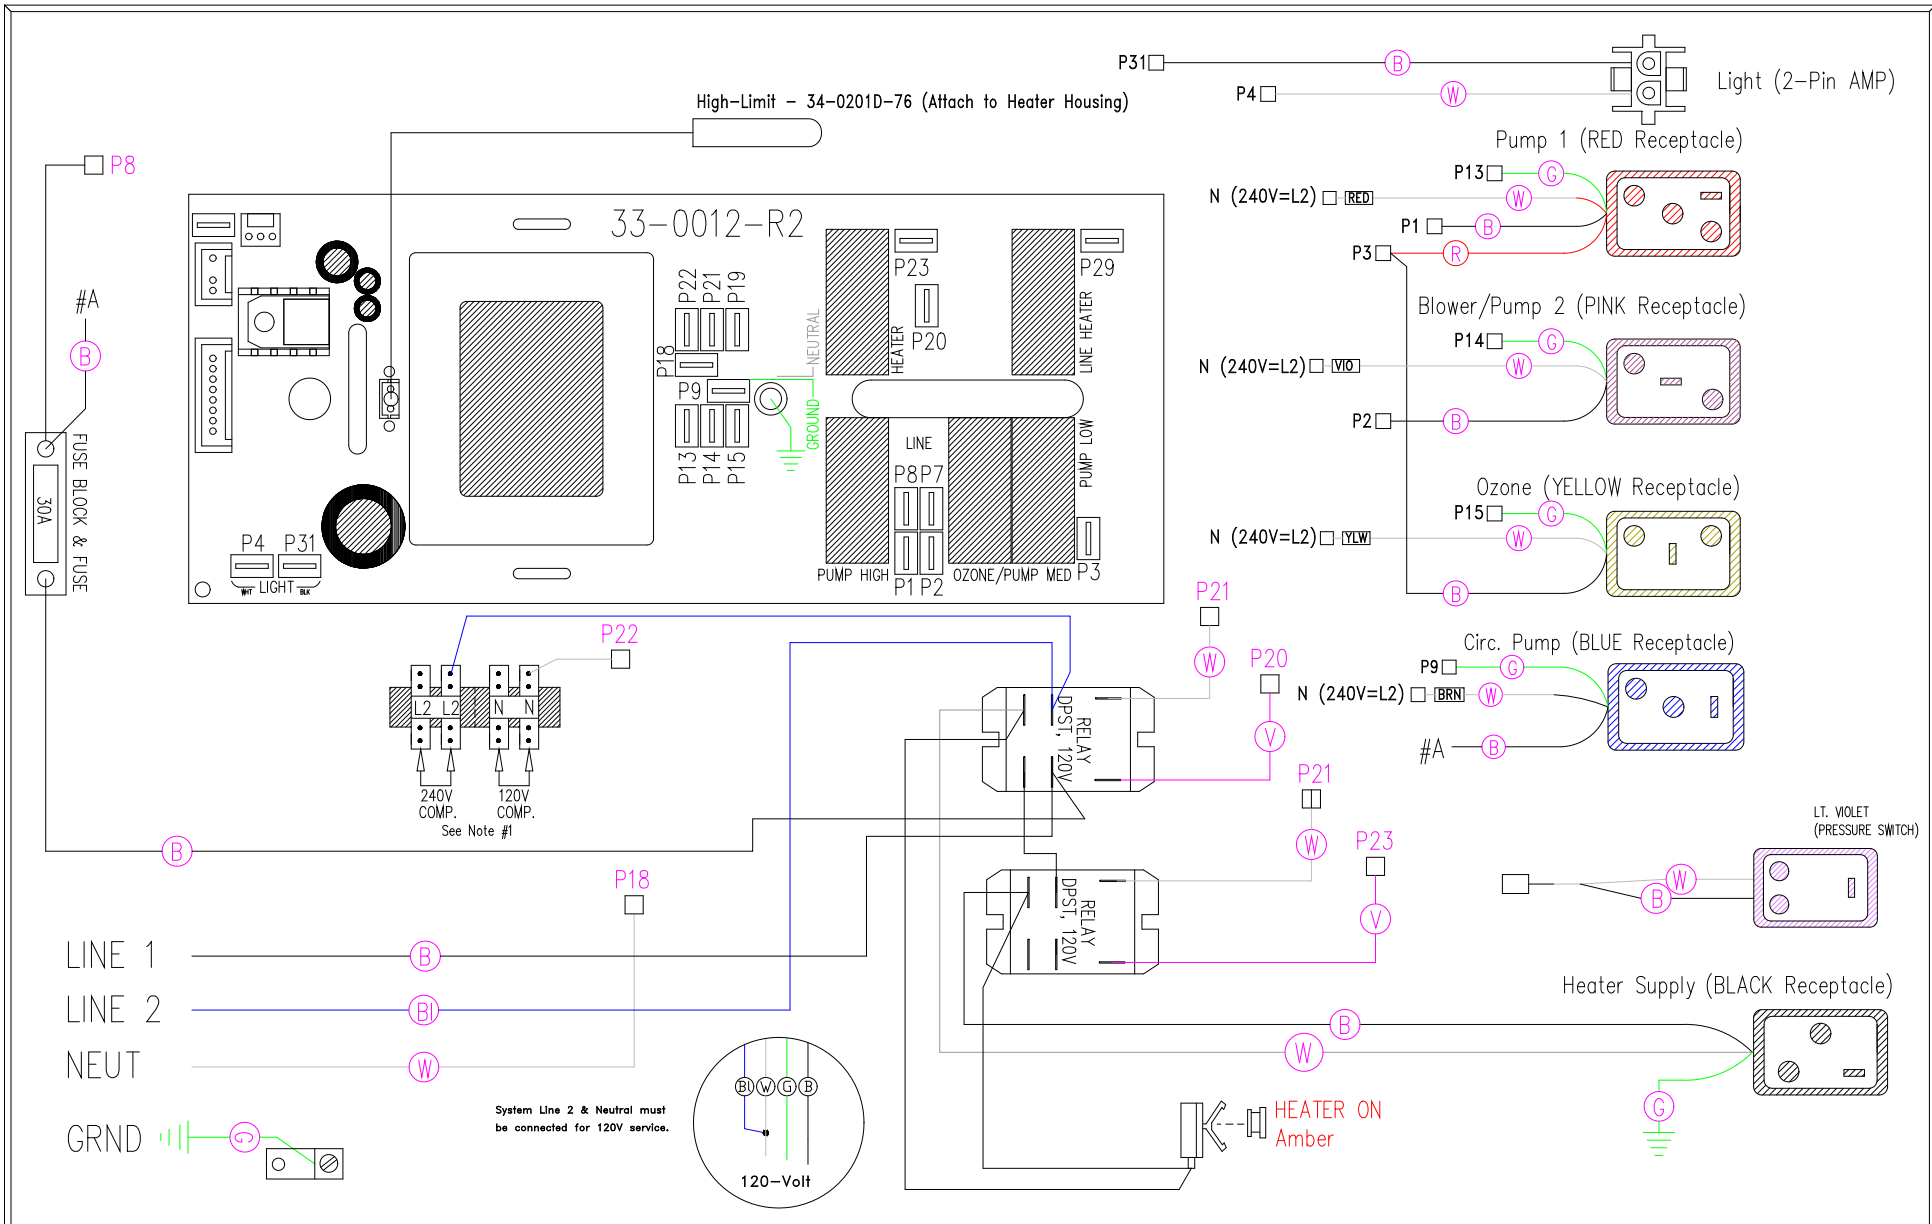 P31
B
Light (2-Pin AMP)
P4
W
High-Limit - 34-0201D-76 (Attach to Heater Housing)
Pump 1 (RED Receptacle)
P8
P13
G
N (240V=L2)
RED
W
P1
B
P3
R
33-0012-R2
P23
P29
P22
P21
P19
P20
P18
P9
NEUTRAL
GROUND
HEATER
LINE HEATER
#A
B
Blower/Pump 2 (PINK Receptacle)
P14
G
N (240V=L2)
VIO
W
P2
B
FUSE BLOCK & FUSE
30A
P13
P14
P15
LINE
P8
P7
PUMP LOW
P4
P31
WHT
LIGHT
BLK
PUMP HIGH
P1
P2
OZONE/PUMP MED
P3
Ozone (YELLOW Receptacle)
P15
G
N (240V=L2)
YLW
W
B
P21
W
P22
P20
V
Circ. Pump (BLUE Receptacle)
P9
G
N (240V=L2)
BRN
W
#A
B
L2
L2
N
N
240V
COMP.
120V
COMP.
See Note #1
RELAY
DPST, 120V
P21
W
P23
V
B
P18
RELAY
DPST, 120V
LT. VIOLET
(PRESSURE SWITCH)
W
B
LINE 1
B
LINE 2
Bl
NEUT
W
GRND
G
Heater Supply (BLACK Receptacle)
B
W
G
System Line 2 & Neutral must
be connected for 120V service.
Bl
W
G
B
120-Volt
HEATER ON
Amber